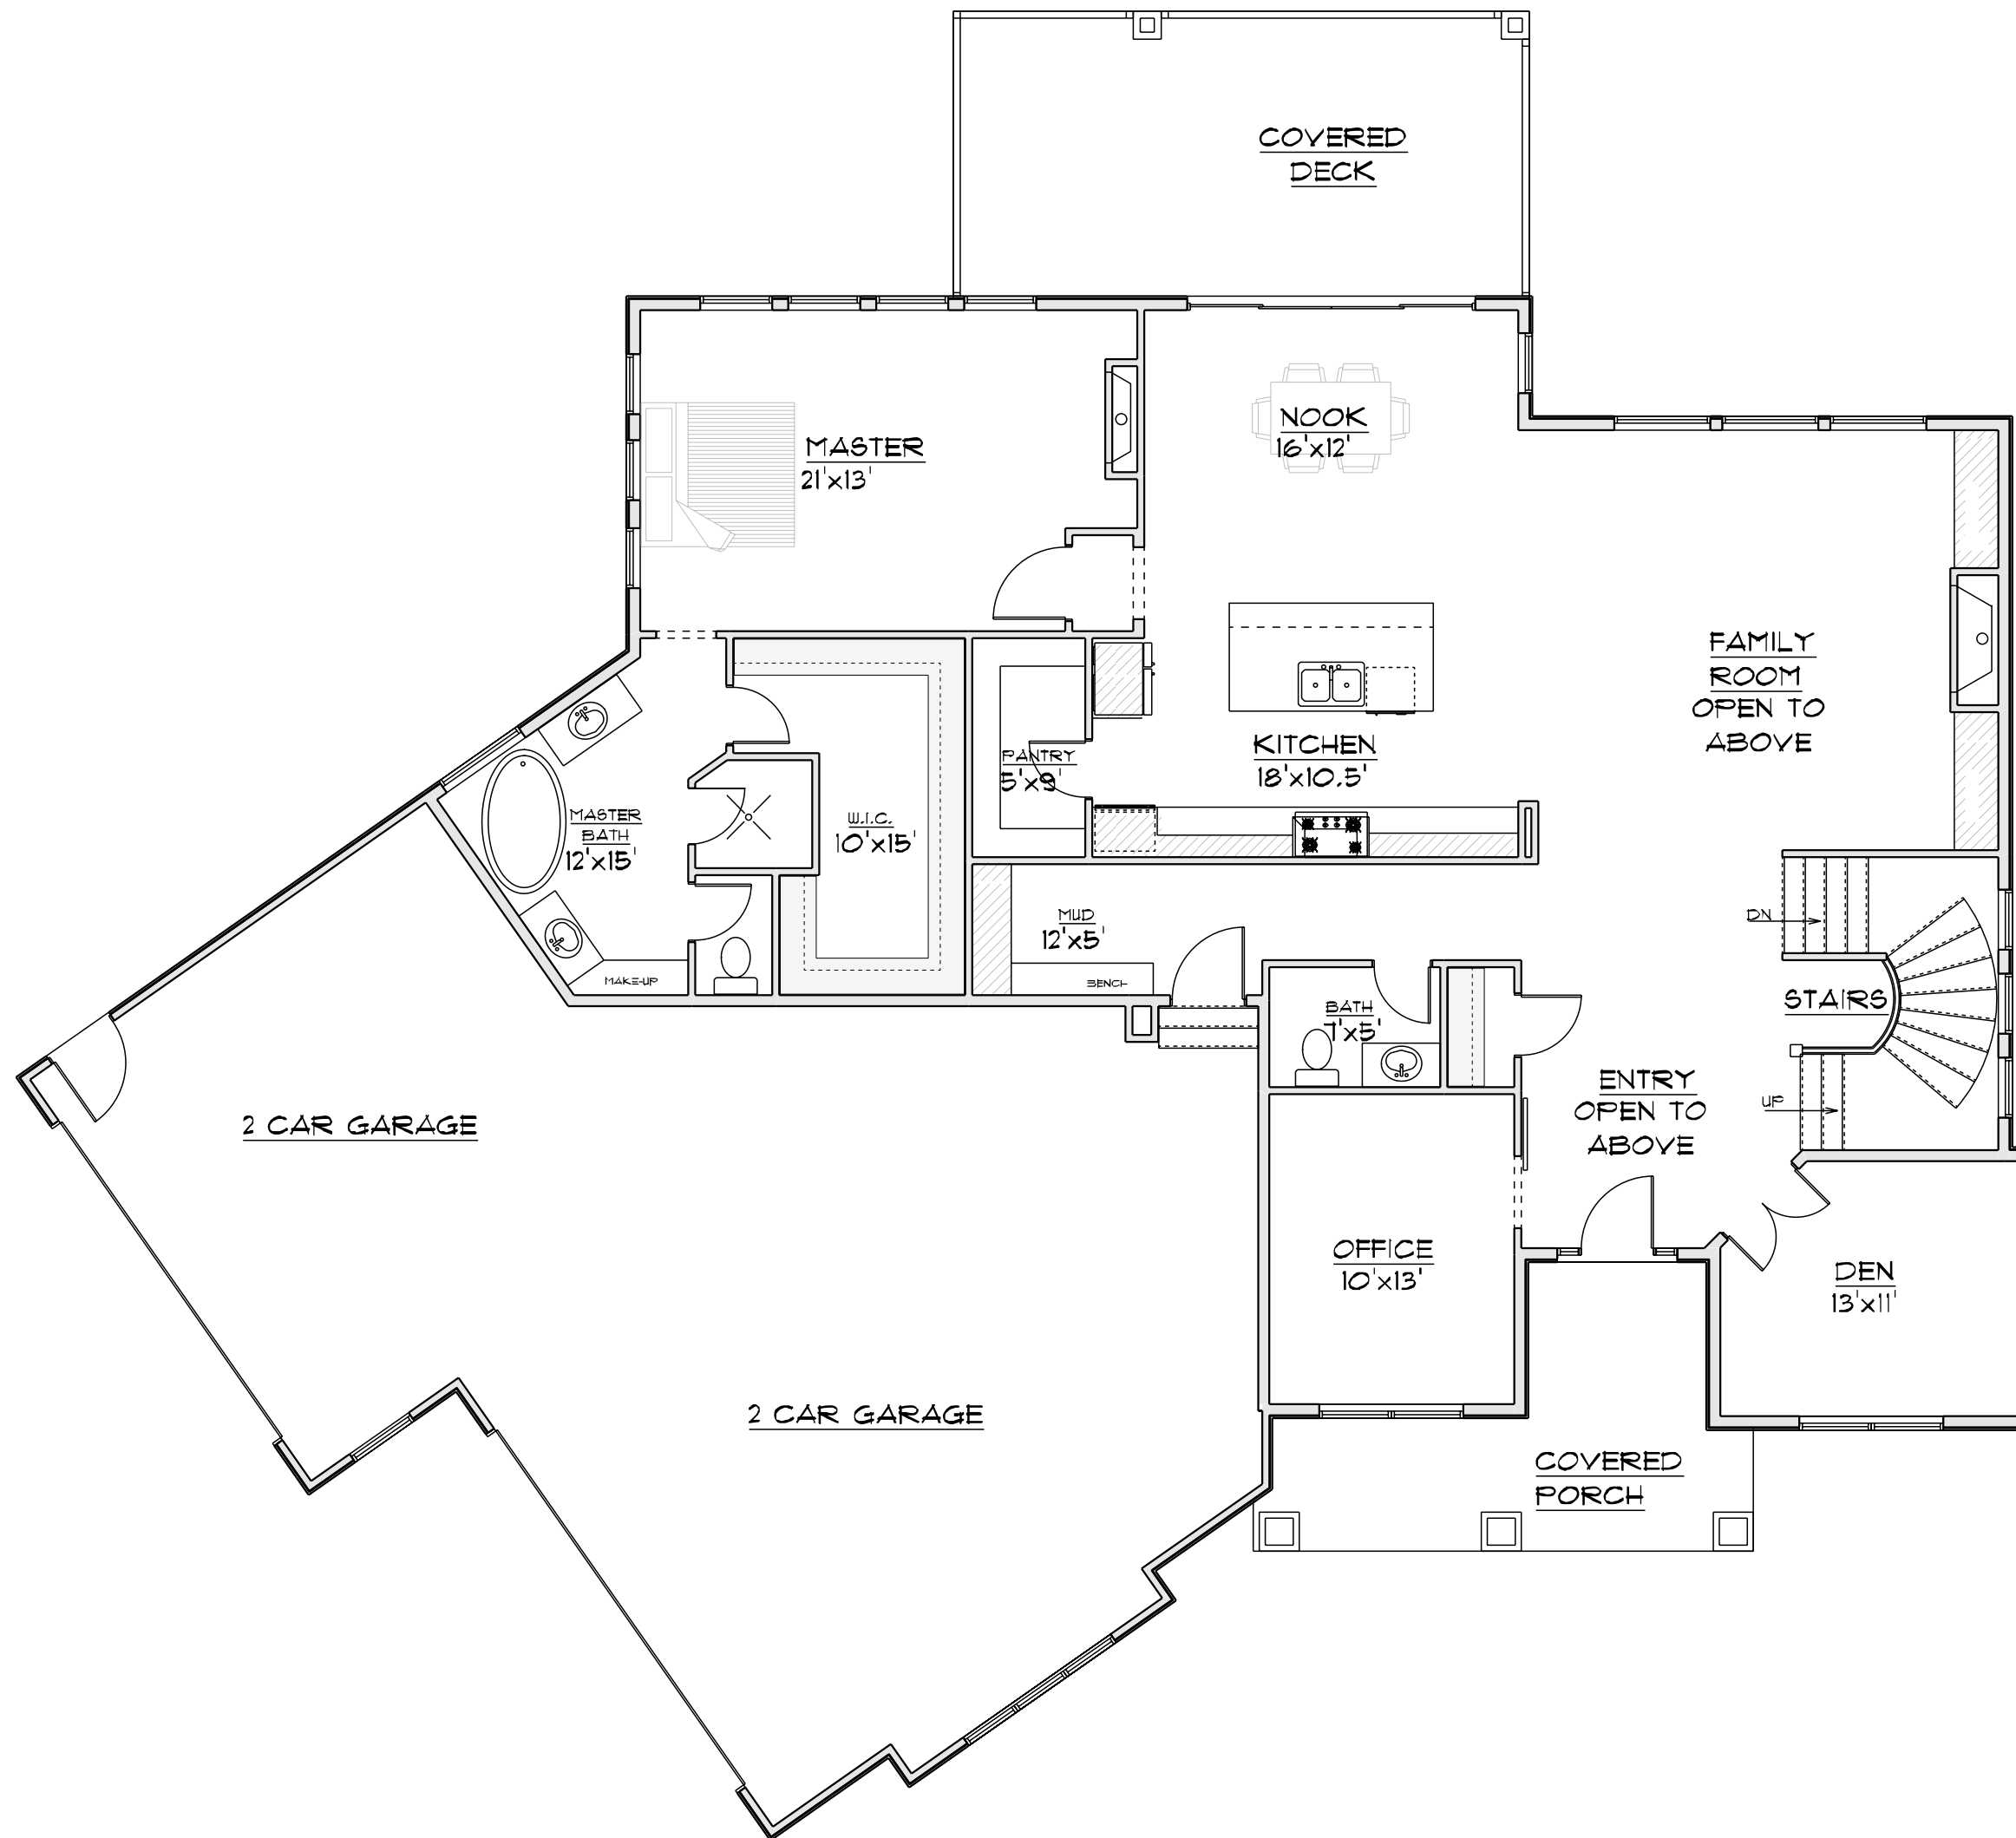 COVERED
DECK
MASTER
21'x13'
NOOK
16'x12'
FAMILY
ROOM
OPEN TO
ABOVE
KITCHEN
18'x10.5'
PANTRY
5'x9'
MASTER
BATH
12'x15'
W.I.C.
10'x15'
MUD
12'x5'
BENCH
MAKE-UP
DN
STAIRS
UP
BATH
7'x5'
ENTRY
OPEN TO
ABOVE
2 CAR GARAGE
OFFICE
10'x13'
DEN
13'x11'
2 CAR GARAGE
COVERED
PORCH